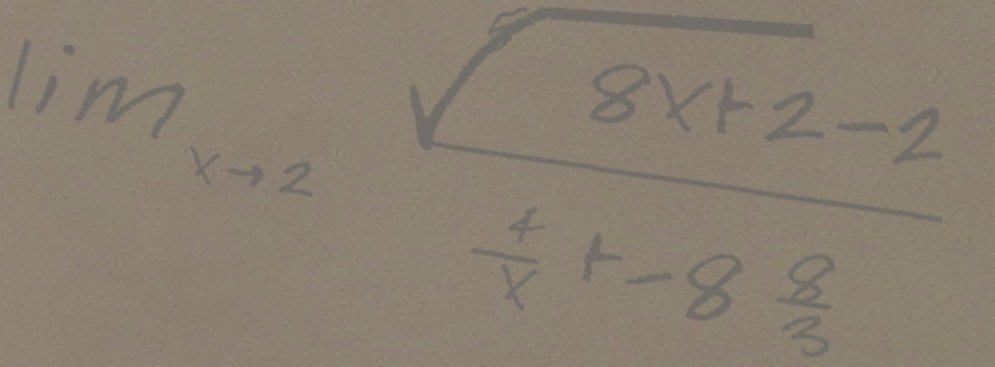 lim x→2 √(8x+2-2)
4/x + -8 8/3